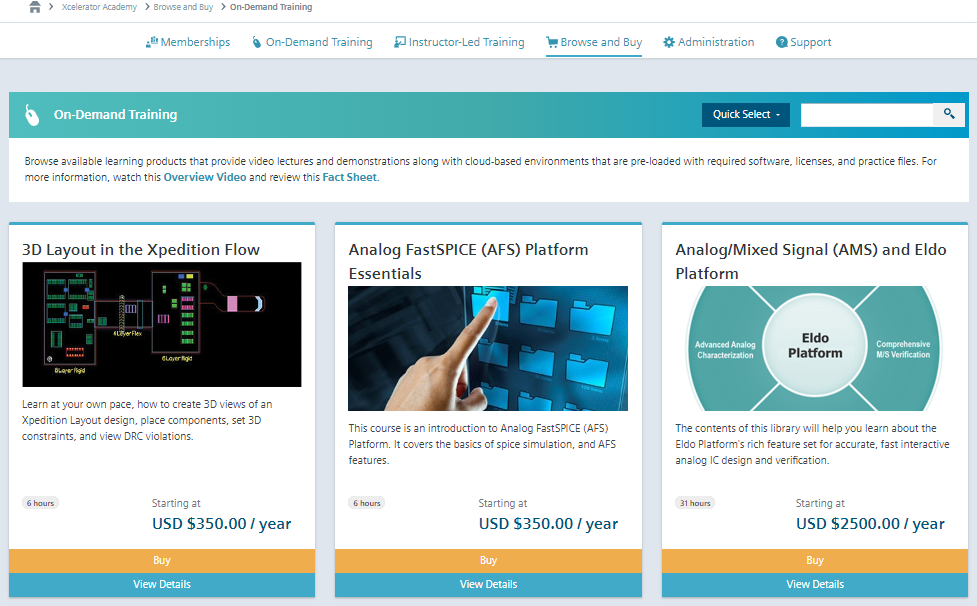 Xcelerator Academy
Browse and Buy
On-Demand Training
Memberships
On-Demand Training
Instructor-Led Training
Browse and Buy
Administration
Support
On-Demand Training
Quick Select
Browse available learning products that provide video lectures and demonstrations along with cloud-based environments that are pre-loaded with required software, licenses, and practice files. For
more information, watch this Overview Video and review this Fact Sheet.
3D Layout in the Xpedition Flow
4 Layer Flex
8 Layer Rigid
6 Layer Rigid
Learn at your own pace, how to create 3D views of an
Xpedition Layout design, place components, set 3D
constraints, and view DRC violations.
6 hours
Starting at
USD $350.00 / year
Buy
View Details
Analog FastSPICE (AFS) Platform
Essentials
This course is an introduction to Analog FastSPICE (AFS)
Platform. It covers the basics of spice simulation, and AFS
features.
6 hours
Starting at
USD $350.00 / year
Buy
View Details
Analog/Mixed Signal (AMS) and Eldo
Platform
Advanced Analog
Characterization
Eldo
Platform
Comprehensive
M/S Verification
The contents of this library will help you learn about the
Eldo Platform's rich feature set for accurate, fast interactive
analog IC design and verification.
31 hours
Starting at
USD $2500.00 / year
Buy
View Details